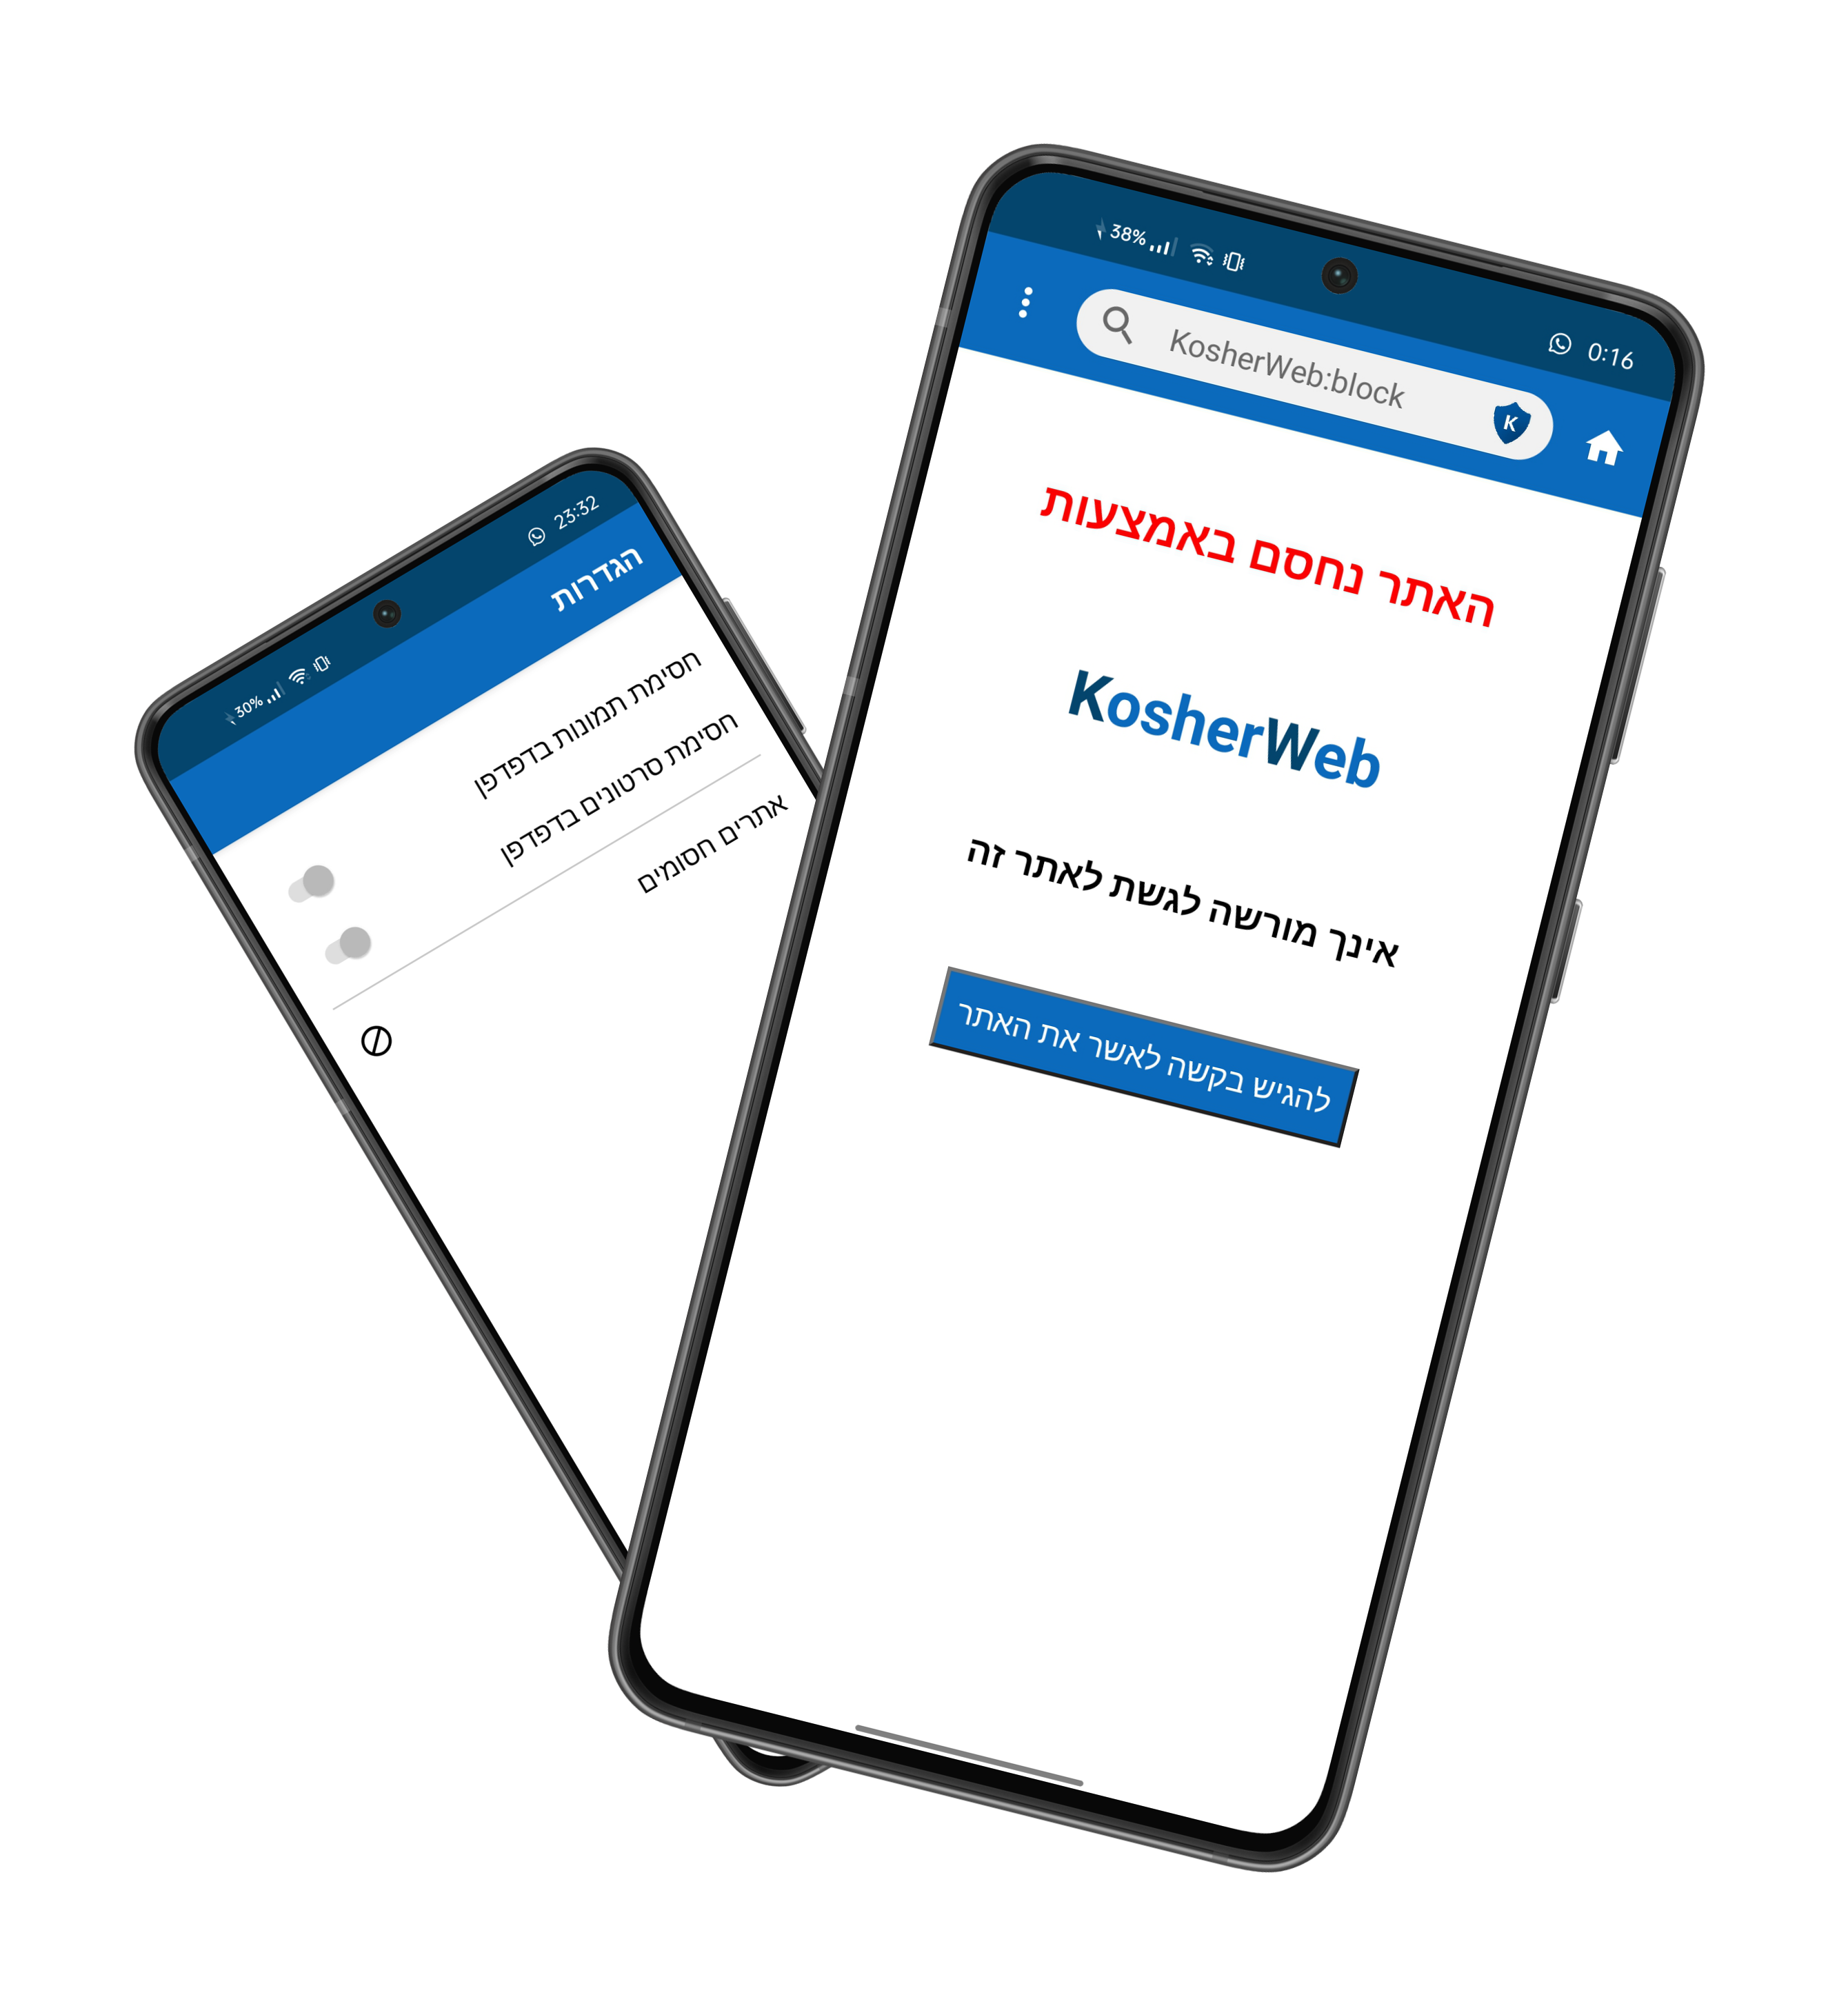 23:32
30%
הגדרות
חסימת תמונות בדפדפן
חסימת סרטונים בדפדפן
אתרים חסומים
0:16
38%
KosherWeb:block
K
האתר נחסם באמצעות
KosherWeb
אינך מורשה לגשת לאתר זה
להגיש בקשה לאשר את האתר